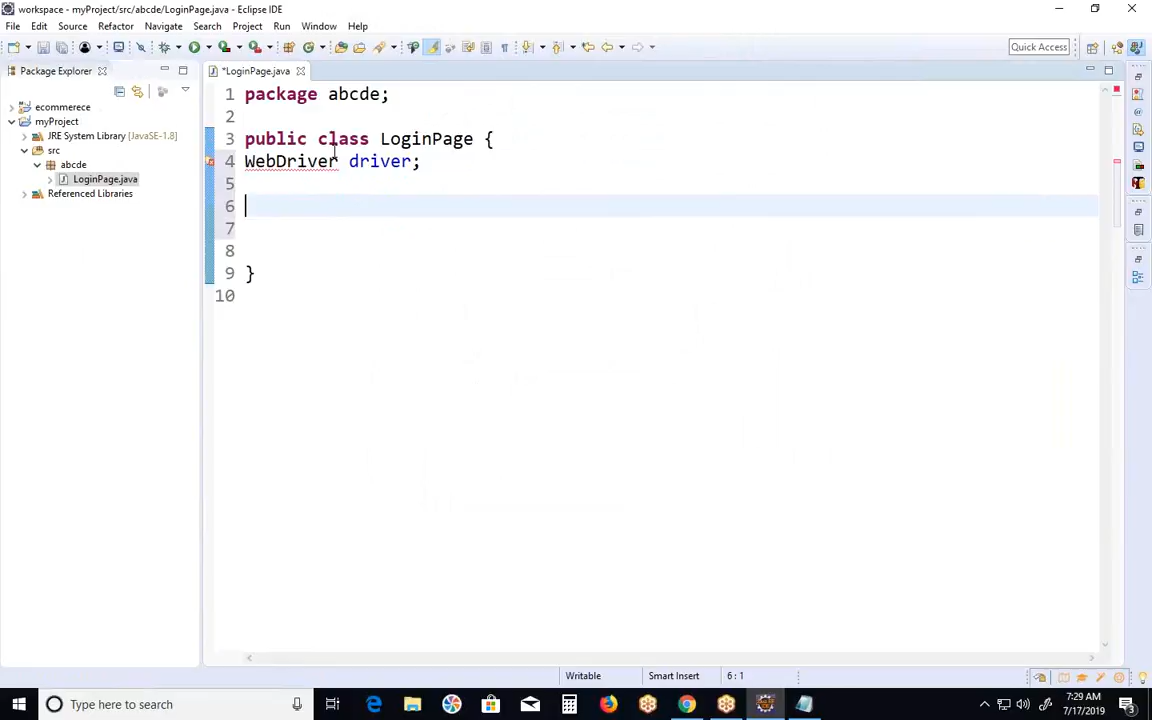 workspace - myProject/src/abcde/LoginPage.java - Eclipse IDE
File Edit Source Refactor Navigate Search Project Run Window Help
Quick Access
Package Explorer
*LoginPage.java
ecommerece
myProject
JRE System Library [JavaSE-1.8]
src
abcde
LoginPage.java
Referenced Libraries
1 package abcde;
2
3 public class LoginPage {
4 WebDriver driver;
5
6
7
8
9 }
10
Writable Smart Insert 6 : 1
Type here to search
7:29 AM
7/17/2019
3